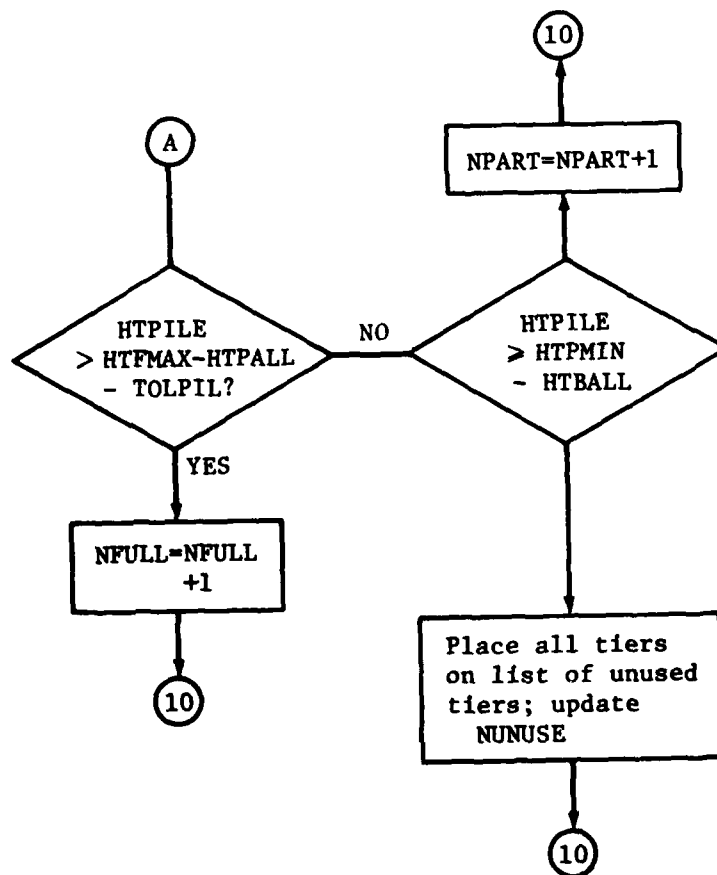 10
NPART=NPART+1
A
HTPILE
> HTFMAX-HTPALL
- TOLPIL?
NO
HTPILE
⩾ HTPMIN
- HTBALL
YES
NFULL=NFULL
+1
10
Place all tiers
on list of unused
tiers; update
NUNUSE
10